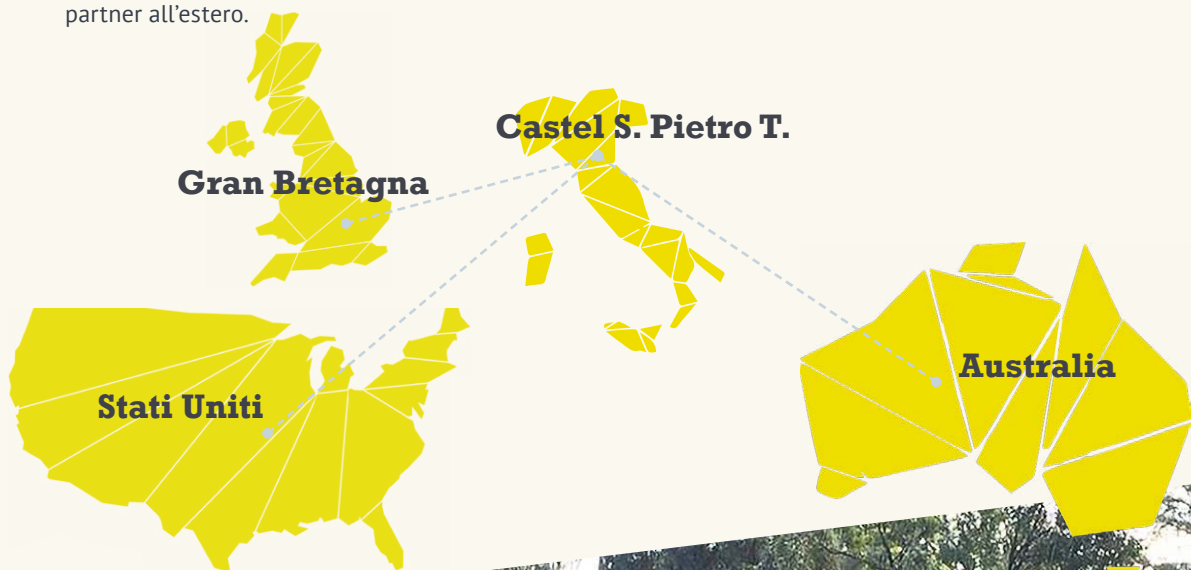 partner all’estero.
Castel S. Pietro T.
Gran Bretagna
Australia
Stati Uniti